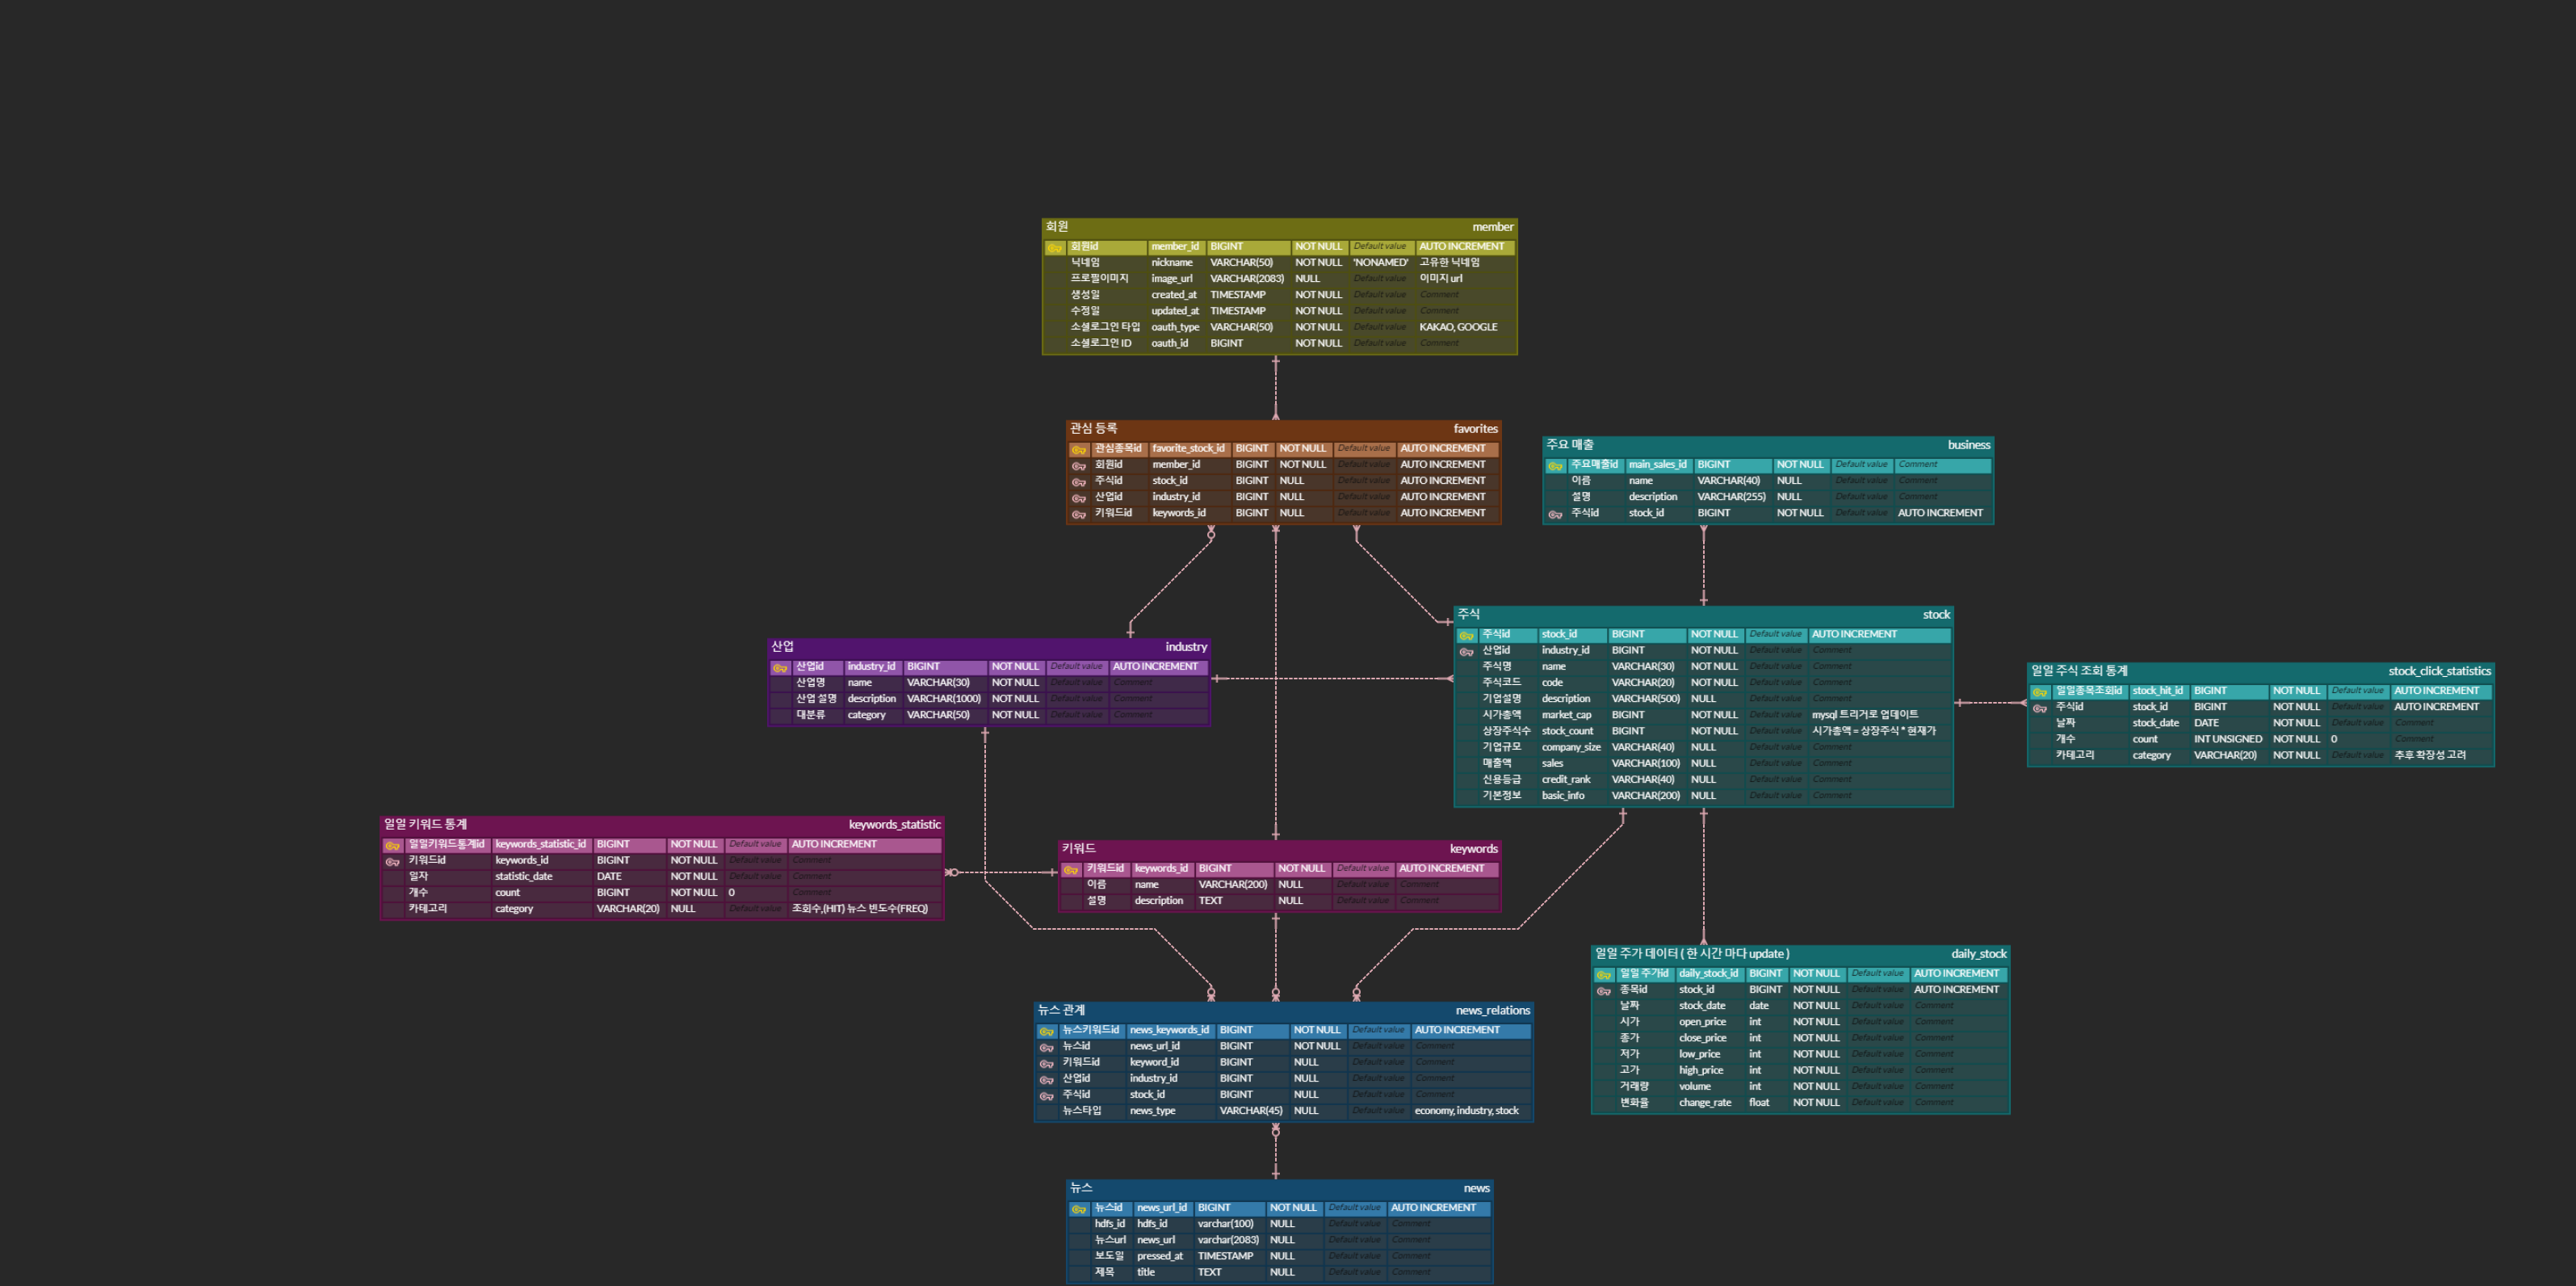 회원 member
회원id member_id BIGINT NOT NULL Default value AUTO INCREMENT
닉네임 nickname VARCHAR(50) NOT NULL 'NONAMED' 고유한 닉네임
프로필이미지 image_url VARCHAR(2083) NULL Default value 이미지 url
생성일 created_at TIMESTAMP NOT NULL Default value Comment
수정일 updated_at TIMESTAMP NOT NULL Default value Comment
소셜로그인 타입 oauth_type VARCHAR(50) NOT NULL Default value KAKAO, GOOGLE
소셜로그인 ID oauth_id BIGINT NOT NULL Default value Comment
관심 등록 favorites
관심종목id favorite_stock_id BIGINT NOT NULL Default value AUTO INCREMENT
회원id member_id BIGINT NOT NULL Default value AUTO INCREMENT
주식id stock_id BIGINT NULL Default value AUTO INCREMENT
산업id industry_id BIGINT NULL Default value AUTO INCREMENT
키워드id keywords_id BIGINT NULL Default value AUTO INCREMENT
주요 매출 business
주요매출id main_sales_id BIGINT NOT NULL Default value Comment
이름 name VARCHAR(40) NULL Default value Comment
설명 description VARCHAR(255) NULL Default value Comment
주식id stock_id BIGINT NOT NULL Default value AUTO INCREMENT
산업 industry
산업id industry_id BIGINT NOT NULL Default value AUTO INCREMENT
산업명 name VARCHAR(30) NOT NULL Default value Comment
산업 설명 description VARCHAR(1000) NOT NULL Default value Comment
대분류 category VARCHAR(50) NOT NULL Default value Comment
주식 stock
주식id stock_id BIGINT NOT NULL Default value AUTO INCREMENT
산업id industry_id BIGINT NOT NULL Default value Comment
주식명 name VARCHAR(30) NOT NULL Default value Comment
주식코드 code VARCHAR(20) NOT NULL Default value Comment
기업설명 description VARCHAR(500) NULL Default value Comment
시가총액 market_cap BIGINT NOT NULL Default value mysql 트리거로 업데이트
상장주식수 stock_count BIGINT NOT NULL Default value 시가총액 = 상장주식 * 현재가
기업규모 company_size VARCHAR(40) NULL Default value Comment
매출액 sales VARCHAR(100) NULL Default value Comment
신용등급 credit_rank VARCHAR(40) NULL Default value Comment
기본정보 basic_info VARCHAR(200) NULL Default value Comment
일일 주식 조회 통계 stock_click_statistics
일일종목조회id stock_hit_id BIGINT NOT NULL Default value AUTO INCREMENT
주식id stock_id BIGINT NOT NULL Default value AUTO INCREMENT
날짜 stock_date DATE NOT NULL Default value Comment
개수 count INT UNSIGNED NOT NULL 0 Comment
카테고리 category VARCHAR(20) NOT NULL Default value 추후 확장성 고려
일일 키워드 통계 keywords_statistic
일일키워드통계id keywords_statistic_id BIGINT NOT NULL Default value AUTO INCREMENT
키워드id keywords_id BIGINT NOT NULL Default value Comment
일자 statistic_date DATE NOT NULL Default value Comment
개수 count BIGINT NOT NULL 0 Comment
카테고리 category VARCHAR(20) NULL Default value 조회수,(HIT) 뉴스 빈도수(FREQ)
키워드 keywords
키워드id keywords_id BIGINT NOT NULL Default value AUTO INCREMENT
이름 name VARCHAR(200) NULL Default value Comment
설명 description TEXT NULL Default value Comment
일일 주가 데이터 ( 한 시간 마다 update ) daily_stock
일일 주가id daily_stock_id BIGINT NOT NULL Default value AUTO INCREMENT
종목id stock_id BIGINT NOT NULL Default value AUTO INCREMENT
날짜 stock_date date NOT NULL Default value Comment
시가 open_price int NOT NULL Default value Comment
종가 close_price int NOT NULL Default value Comment
저가 low_price int NOT NULL Default value Comment
고가 high_price int NOT NULL Default value Comment
거래량 volume int NOT NULL Default value Comment
변화율 change_rate float NOT NULL Default value Comment
뉴스 관계 news_relations
뉴스키워드id news_keywords_id BIGINT NOT NULL Default value AUTO INCREMENT
뉴스id news_url_id BIGINT NOT NULL Default value Comment
키워드id keyword_id BIGINT NULL Default value Comment
산업id industry_id BIGINT NULL Default value Comment
주식id stock_id BIGINT NULL Default value Comment
뉴스타입 news_type VARCHAR(45) NULL Default value economy, industry, stock
뉴스 news
뉴스id news_url_id BIGINT NOT NULL Default value AUTO INCREMENT
hdfs_id hdfs_id varchar(100) NULL Default value Comment
뉴스url news_url varchar(2083) NULL Default value Comment
보도일 pressed_at TIMESTAMP NULL Default value Comment
제목 title TEXT NULL Default value Comment